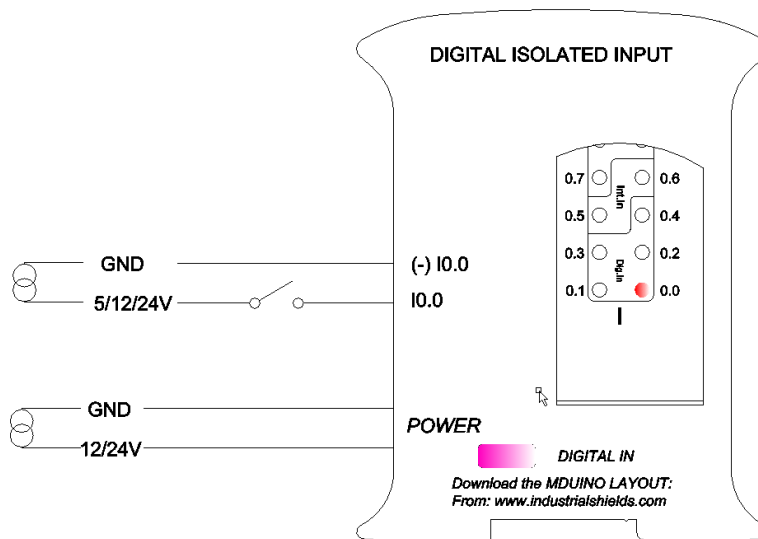 DIGITAL ISOLATED INPUT
0.7 Int.In 0.6
0.5 0.4
0.3 Dig.In 0.2
0.1 0.0
I
GND (-) I0.0
5/12/24V I0.0
GND
POWER
12/24V
DIGITAL IN
Download the MDUINO LAYOUT:
From: www.industrialshields.com